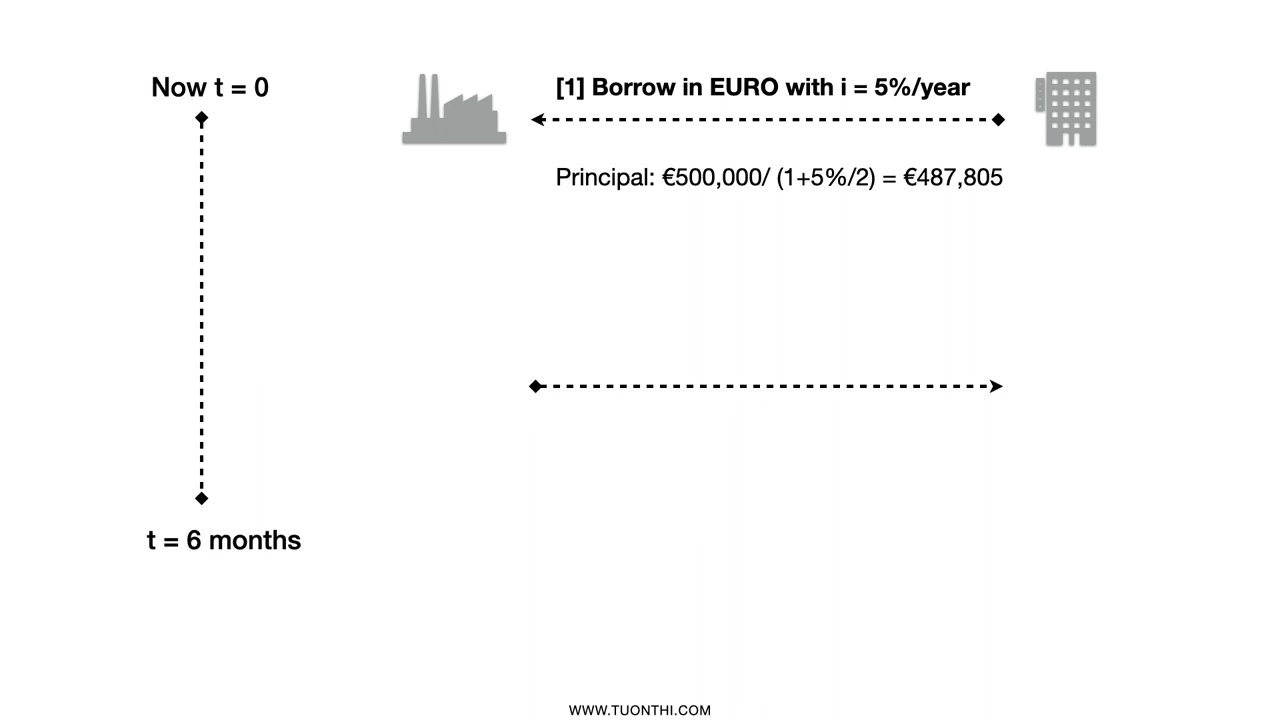 Now t = 0
[1] Borrow in EURO with i = 5%/year
Principal: €500,000/ (1+5%/2) = €487,805
t = 6 months
WWW.TUONTHI.COM